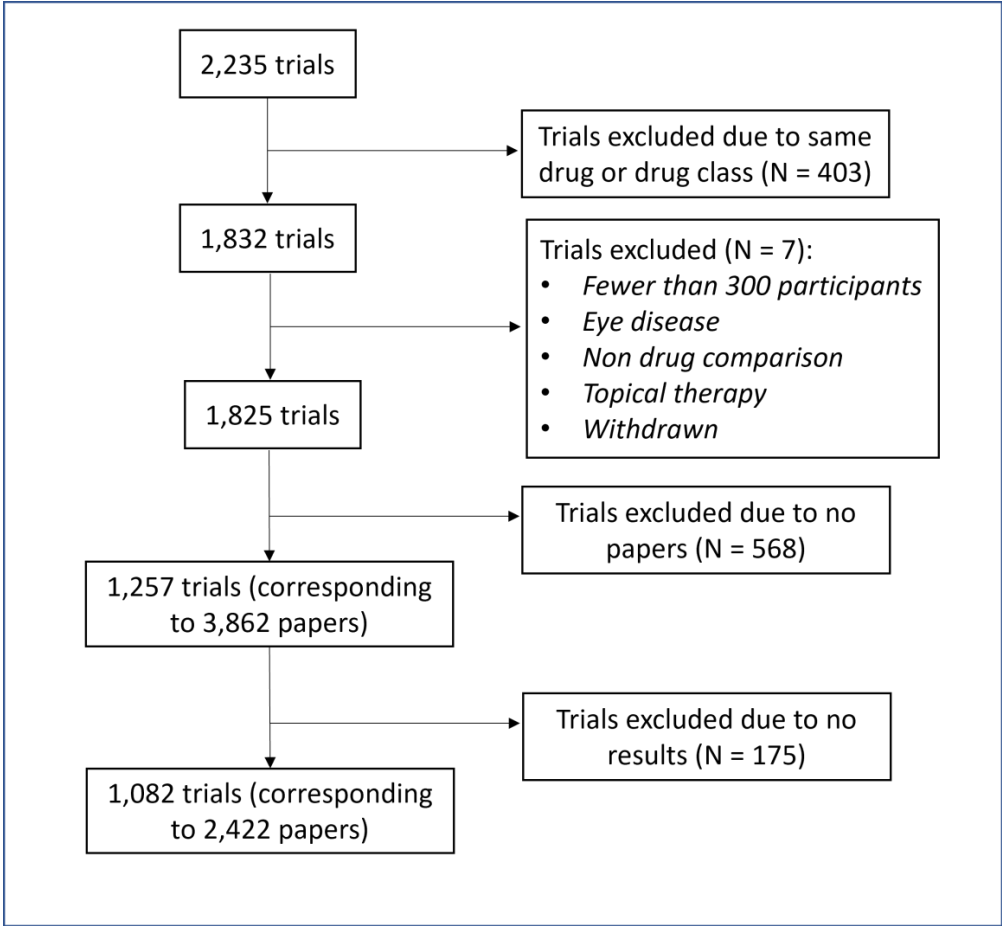 2,235 trials
Trials excluded due to same
drug or drug class (N = 403)
1,832 trials
Trials excluded (N = 7):
• Fewer than 300 participants
• Eye disease
• Non drug comparison
• Topical therapy
• Withdrawn
1,825 trials
Trials excluded due to no
papers (N = 568)
1,257 trials (corresponding
to 3,862 papers)
Trials excluded due to no
results (N = 175)
1,082 trials (corresponding
to 2,422 papers)